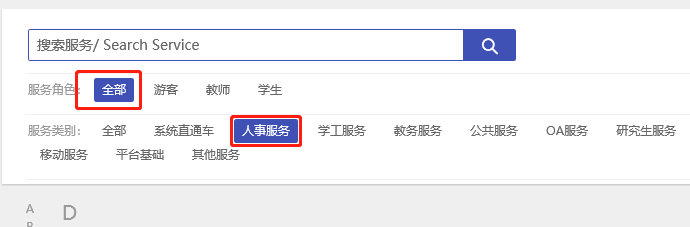 搜索服务/ Search Service
服务角色： 全部 游客 教师 学生
服务类别： 全部 系统直通车 人事服务 学工服务 教务服务 公共服务 OA服务 研究生服务
移动服务 平台基础 其他服务
A D